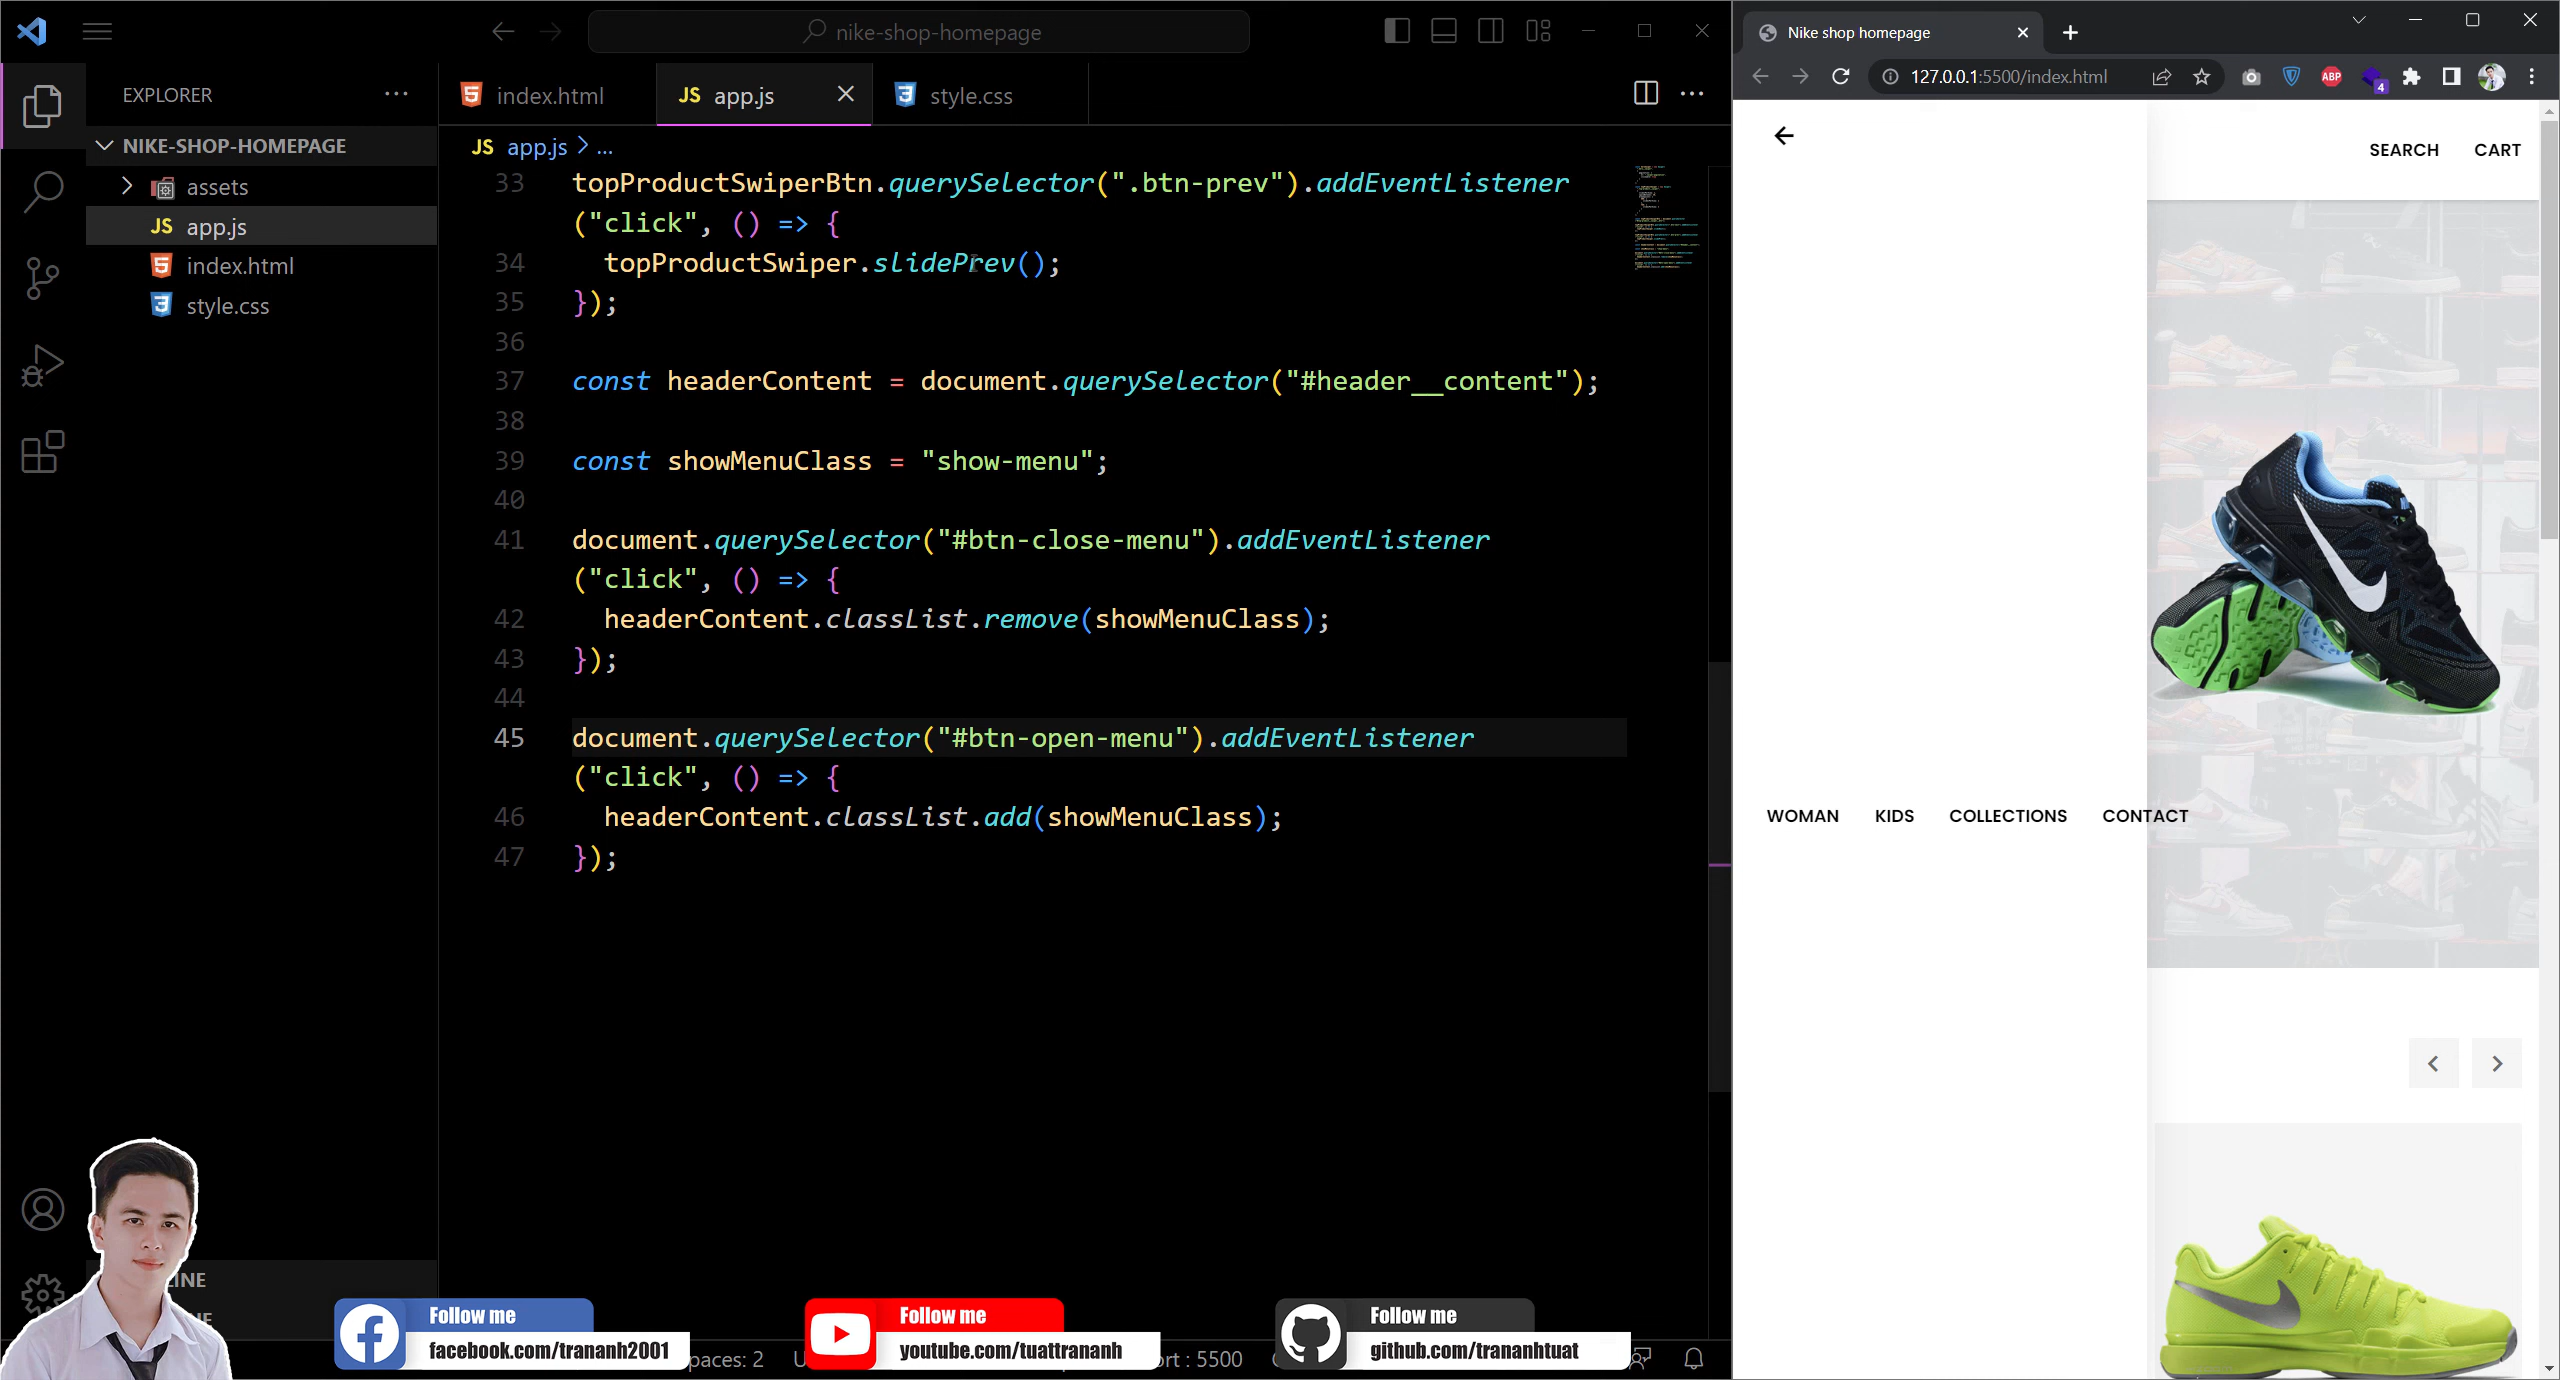 nike-shop-homepage
EXPLORER
NIKE-SHOP-HOMEPAGE
assets
JS app.js
index.html
style.css
index.html
JS app.js
style.css
JS app.js > ...
33 topProductSwiperBtn.querySelector(".btn-prev").addEventListener
("click", () => {
34 topProductSwiper.slidePrev();
35 });
36
37 const headerContent = document.querySelector("#header__content");
38
39 const showMenuClass = "show-menu";
40
41 document.querySelector("#btn-close-menu").addEventListener
("click", () => {
42 headerContent.classList.remove(showMenuClass);
43 });
44
45 document.querySelector("#btn-open-menu").addEventListener
("click", () => {
46 headerContent.classList.add(showMenuClass);
47 });
Nike shop homepage
127.0.0.1:5500/index.html
ABP
4
SEARCH CART
WOMAN KIDS COLLECTIONS CONTACT
Follow me
facebook.com/trananh2001
Follow me
youtube.com/tuattrananh
Follow me
github.com/trananhtuat
paces: 2
ort : 5500